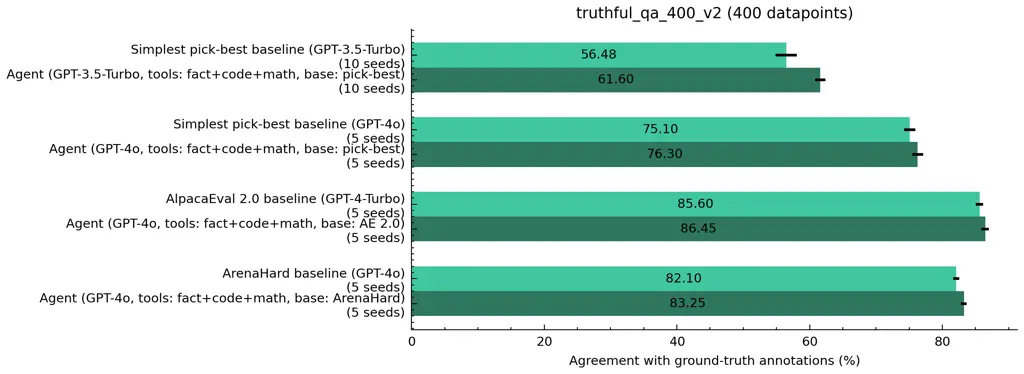 truthful_qa_400_v2 (400 datapoints)
Simplest pick-best baseline (GPT-3.5-Turbo)
(10 seeds)
56.48
Agent (GPT-3.5-Turbo, tools: fact+code+math, base: pick-best)
(10 seeds)
61.60
Simplest pick-best baseline (GPT-4o)
(5 seeds)
75.10
Agent (GPT-4o, tools: fact+code+math, base: pick-best)
(5 seeds)
76.30
AlpacaEval 2.0 baseline (GPT-4-Turbo)
(5 seeds)
85.60
Agent (GPT-4o, tools: fact+code+math, base: AE 2.0)
(5 seeds)
86.45
ArenaHard baseline (GPT-4o)
(5 seeds)
82.10
Agent (GPT-4o, tools: fact+code+math, base: ArenaHard)
(5 seeds)
83.25
0 20 40 60 80
Agreement with ground-truth annotations (%)